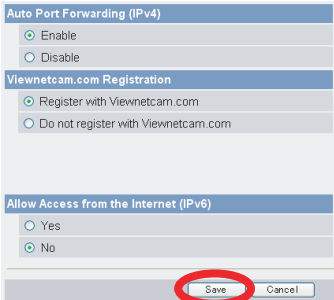 Auto Port Forwarding (IPv4)
Enable
Disable
Viewnetcam.com Registration
Register with Viewnetcam.com
Do not register with Viewnetcam.com
Allow Access from the Internet (IPv6)
Yes
No
Save Cancel